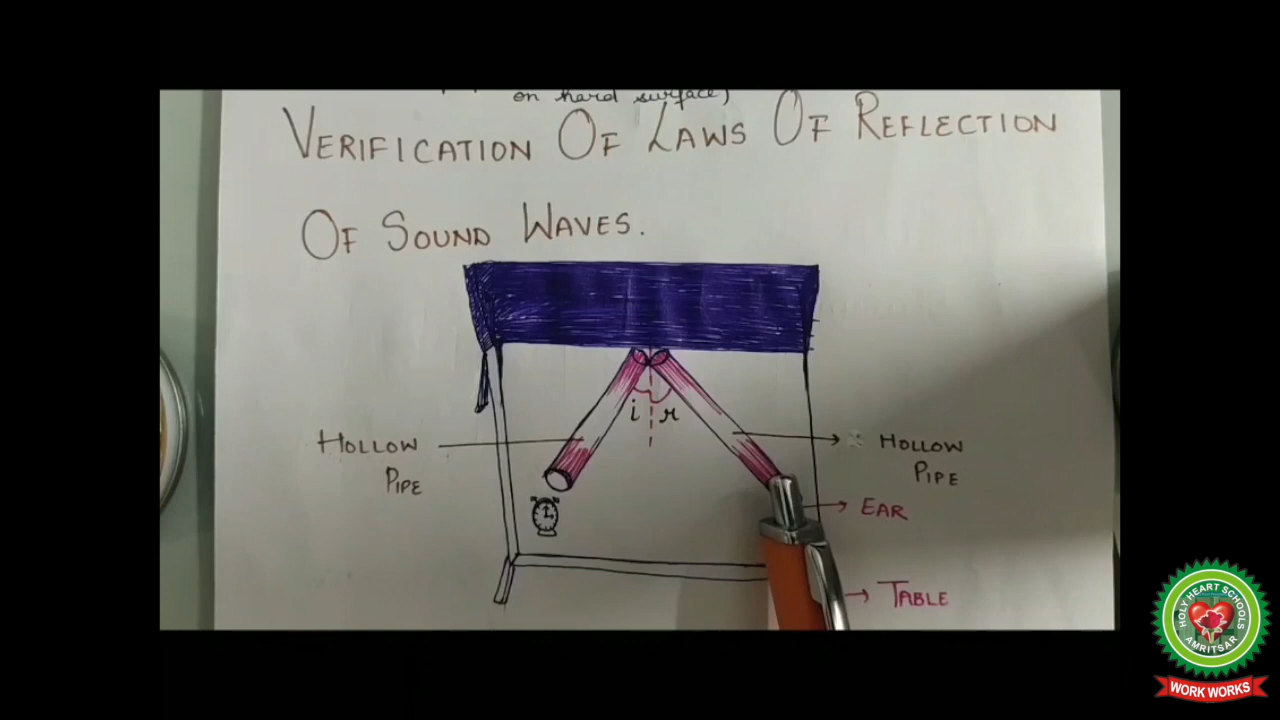 on hard surface)
VERIFICATION OF LAWS OF REFLECTION
OF SOUND WAVES.
i r
HOLLOW
PIPE
HOLLOW
PIPE
EAR
TABLE
HOLY HEART SCHOOLS
AMRITSAR
WORK WORKS